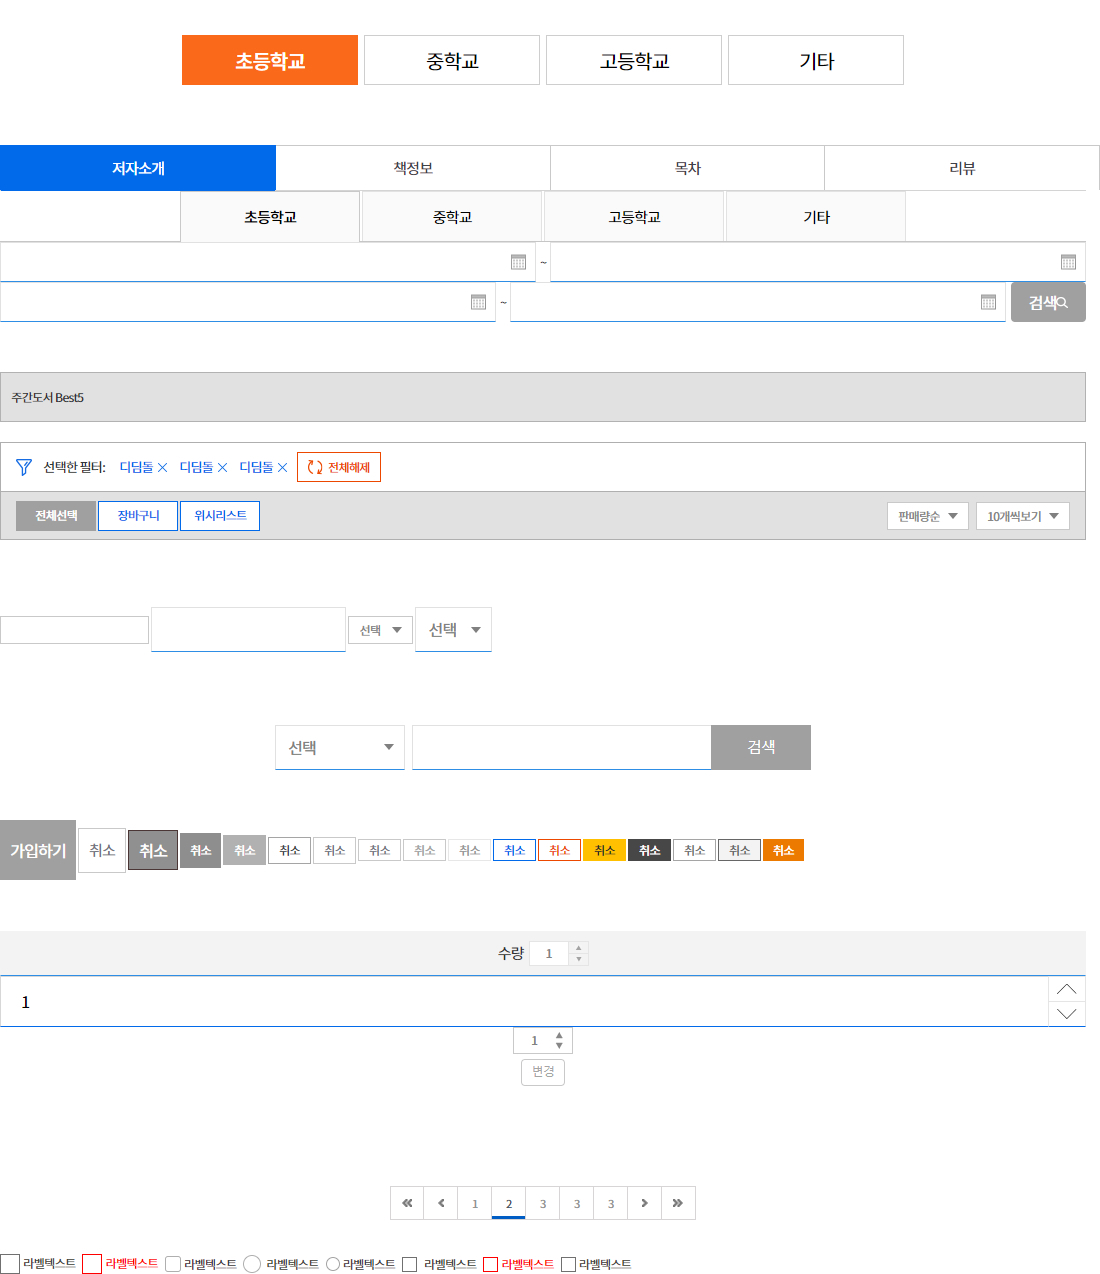 초등학교 중학교 고등학교 기타
저자소개 책정보 목차 리뷰
초등학교 중학교 고등학교 기타
~
~ 검색
주간도서 Best5
선택한 필터: 디딤돌 디딤돌 디딤돌 전체해제
전체선택 장바구니 위시리스트 판매량순 10개씩보기
선택 선택
선택 검색
가입하기 취소 취소 취소 취소 취소 취소 취소 취소 취소 취소 취소 취소 취소 취소 취소 취소
수량 1
1
1
변경
« ‹ 1 2 3 3 3 › »
라벨텍스트 라벨텍스트 라벨텍스트 라벨텍스트 라벨텍스트 라벨텍스트 라벨텍스트 라벨텍스트